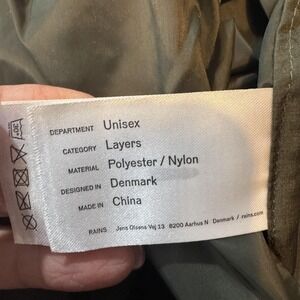 DEPARTMENT Unisex
CATEGORY Layers
MATERIAL Polyester / Nylon
DESIGNED IN Denmark
MADE IN China
RAINS Jens Olsens Vej 13 8200 Aarhus N Denmark / rains.com
30°